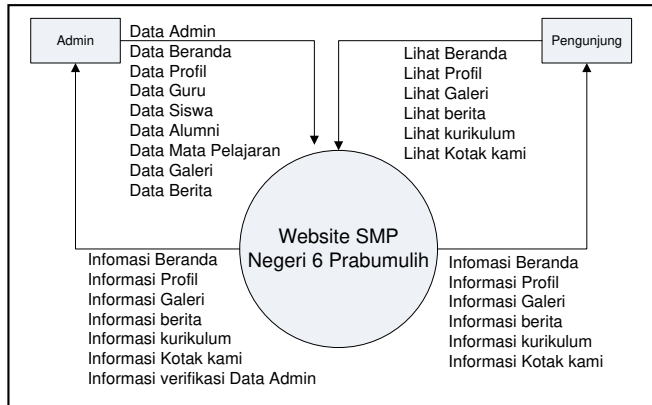 Admin
Data Admin
Data Beranda
Data Profil
Data Guru
Data Siswa
Data Alumni
Data Mata Pelajaran
Data Galeri
Data Berita
Pengunjung
Lihat Beranda
Lihat Profil
Lihat Galeri
Lihat berita
Lihat kurikulum
Lihat Kotak kami
Website SMP
Negeri 6 Prabumulih
Infomasi Beranda
Informasi Profil
Informasi Galeri
Informasi berita
Informasi kurikulum
Informasi Kotak kami
Informasi verifikasi Data Admin
Infomasi Beranda
Informasi Profil
Informasi Galeri
Informasi berita
Informasi kurikulum
Informasi Kotak kami